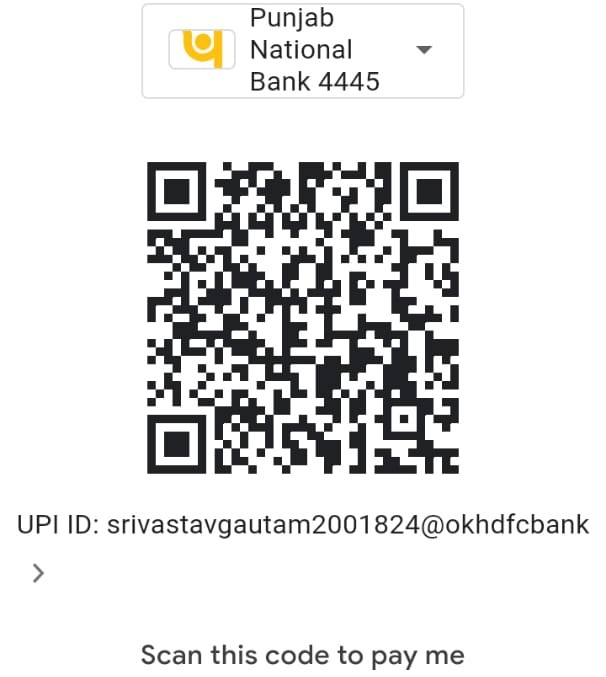 Punjab
National
Bank 4445
UPI ID: srivastavgautam2001824@okhdfcbank
Scan this code to pay me